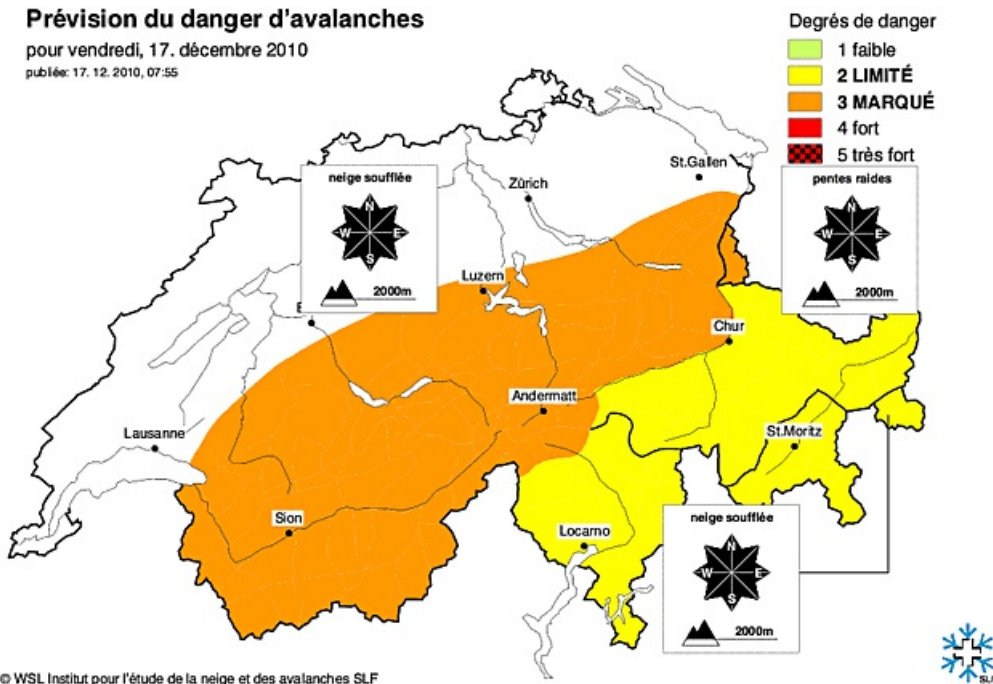 Prévision du danger d'avalanches
pour vendredi, 17. décembre 2010
publiée: 17. 12. 2010, 07:55
Degrés de danger
1 faible
2 LIMITÉ
3 MARQUÉ
4 fort
5 très fort
neige soufflée
N
W E
S
2000m
pentes raides
N
W E
S
2000m
St.Gallen
Zürich
Luzern
Chur
Andermatt
Lausanne
St.Moritz
Sion
Locarno
neige soufflée
N
W E
S
2000m
© WSL Institut pour l'étude de la neige et des avalanches SLF
SLF